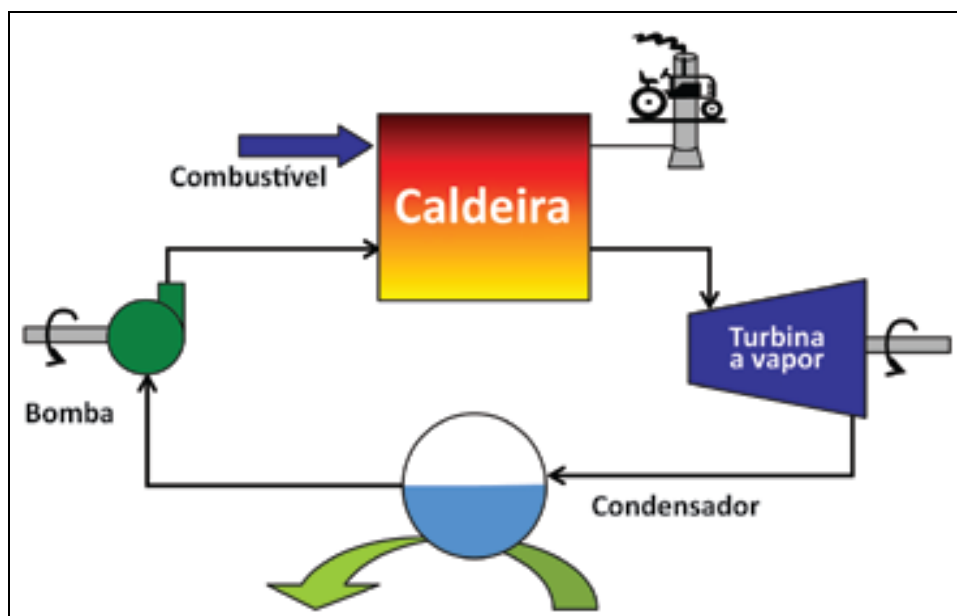 Combustível
Caldeira
Turbina
a vapor
Bomba
Condensador